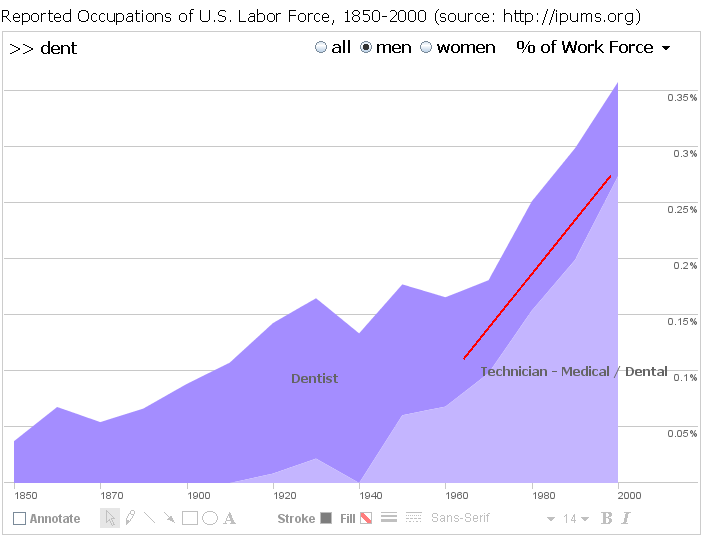 Reported Occupations of U.S. Labor Force, 1850-2000 (source: http://ipums.org)
>> dent
all men women % of Work Force
0.35%
0.3%
0.25%
0.2%
0.15%
Dentist
Technician - Medical / Dental
0.1%
0.05%
1850 1870 1900 1920 1940 1960 1980 2000
Annotate A Stroke Fill Sans-Serif 14 B I